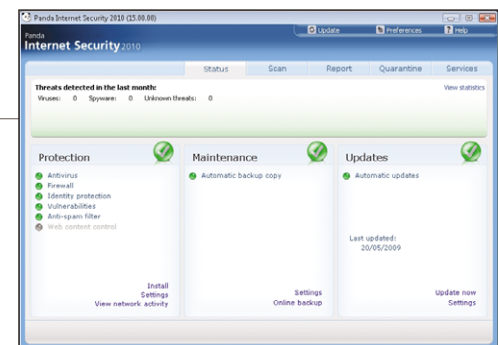 Panda Internet Security 2010 (15.00.00)
Panda
Internet Security 2010
Update Preferences Help
Status Scan Report Quarantine Services
Threats detected in the last month: View statistics
Viruses: 0 Spyware: 0 Unknown threats: 0
Protection
Antivirus
Firewall
Identity protection
Vulnerabilities
Anti-spam filter
Web content control
Install
Settings
View network activity
Maintenance
Automatic backup copy
Settings
Online backup
Updates
Automatic updates
Last updated:
20/05/2009
Update now
Settings